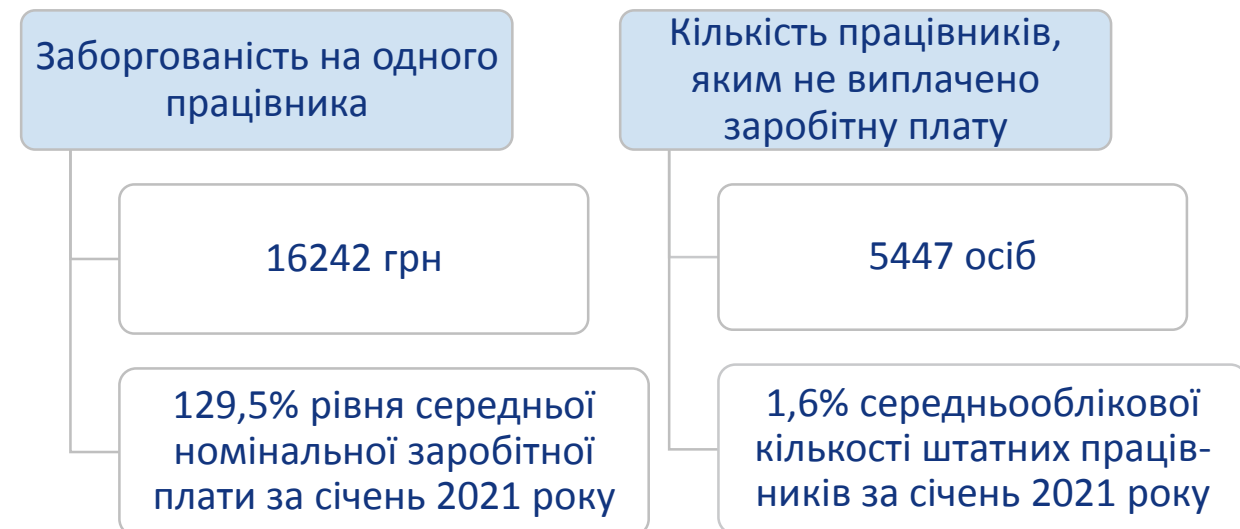 Заборгованість на одного
працівника
16242 грн
129,5% рівня середньої
номінальної заробітної
плати за січень 2021 року
Кількість працівників,
яким не виплачено
заробітну плату
5447 осіб
1,6% середньооблікової
кількості штатних праців-
ників за січень 2021 року